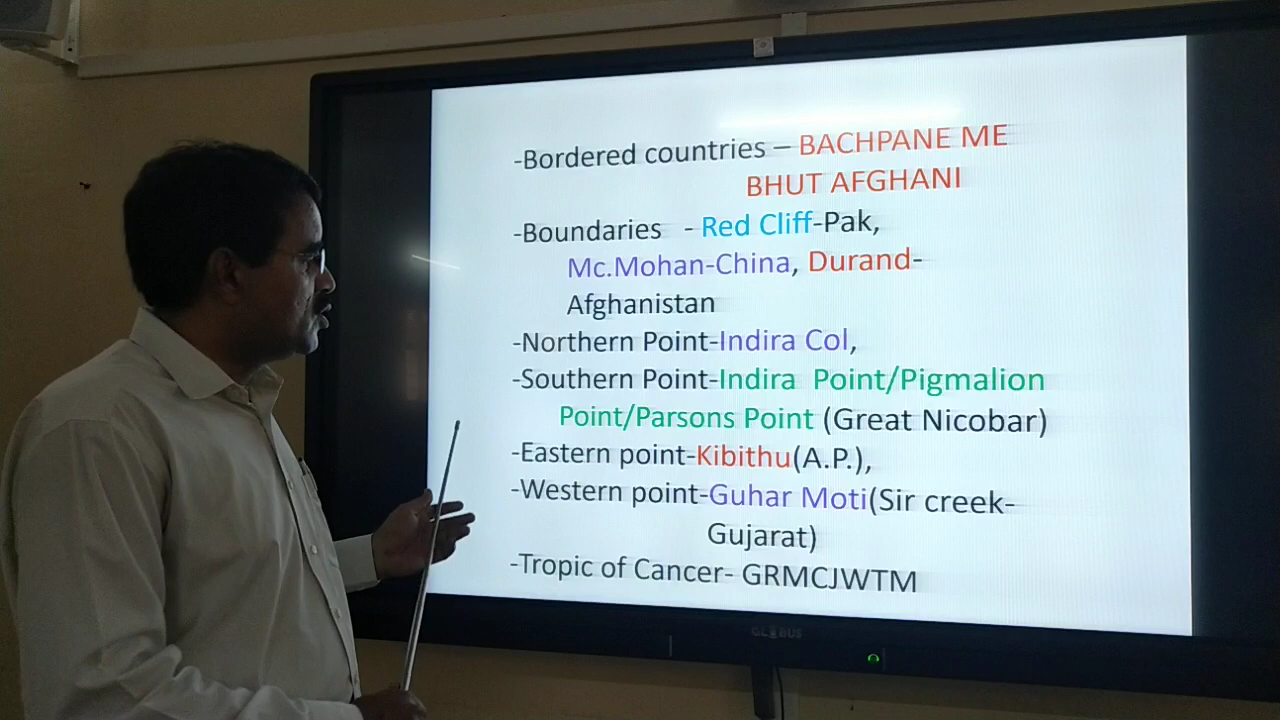 -Bordered countries – BACHPANE ME
BHUT AFGHANI
-Boundaries - Red Cliff-Pak,
Mc.Mohan-China, Durand-
Afghanistan
-Northern Point-Indira Col,
-Southern Point-Indira Point/Pigmalion
Point/Parsons Point (Great Nicobar)
-Eastern point-Kibithu(A.P.),
-Western point-Guhar Moti(Sir creek-
Gujarat)
-Tropic of Cancer- GRMCJWTM
GLOBUS